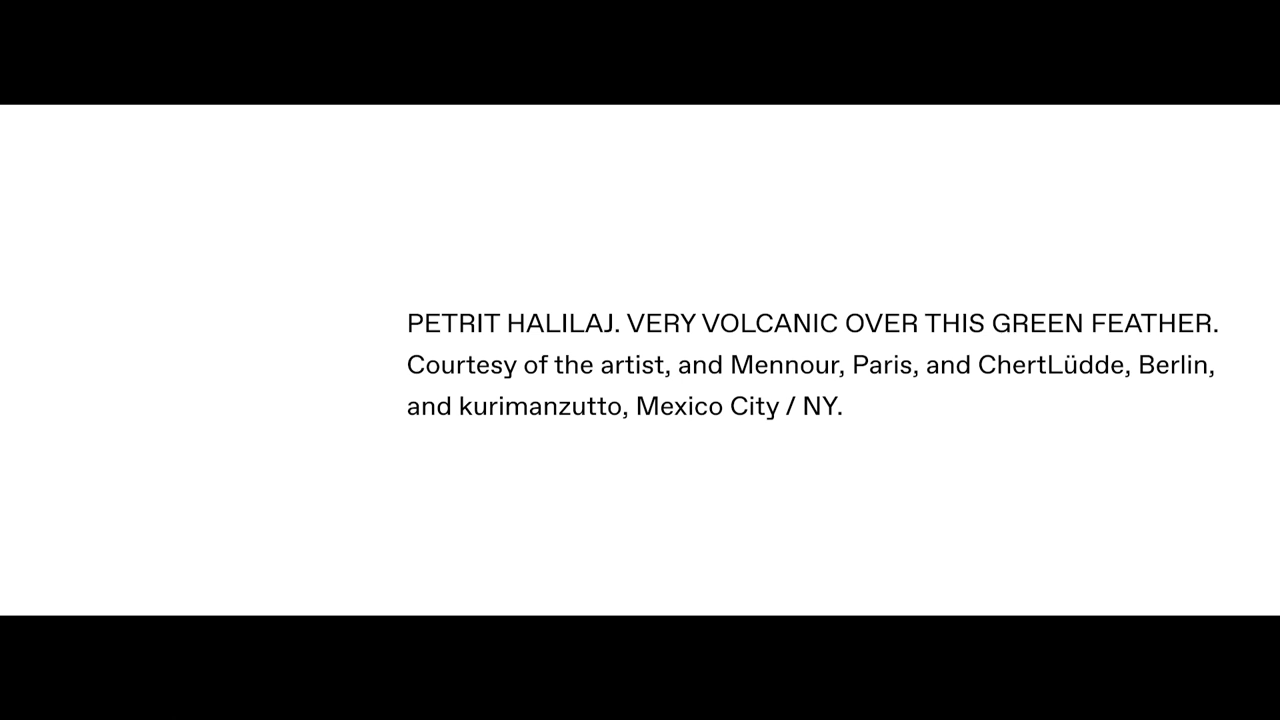 PETRIT HALILAJ. VERY VOLCANIC OVER THIS GREEN FEATHER.
Courtesy of the artist, and Mennour, Paris, and ChertLüdde, Berlin,
and kurimanzutto, Mexico City / NY.